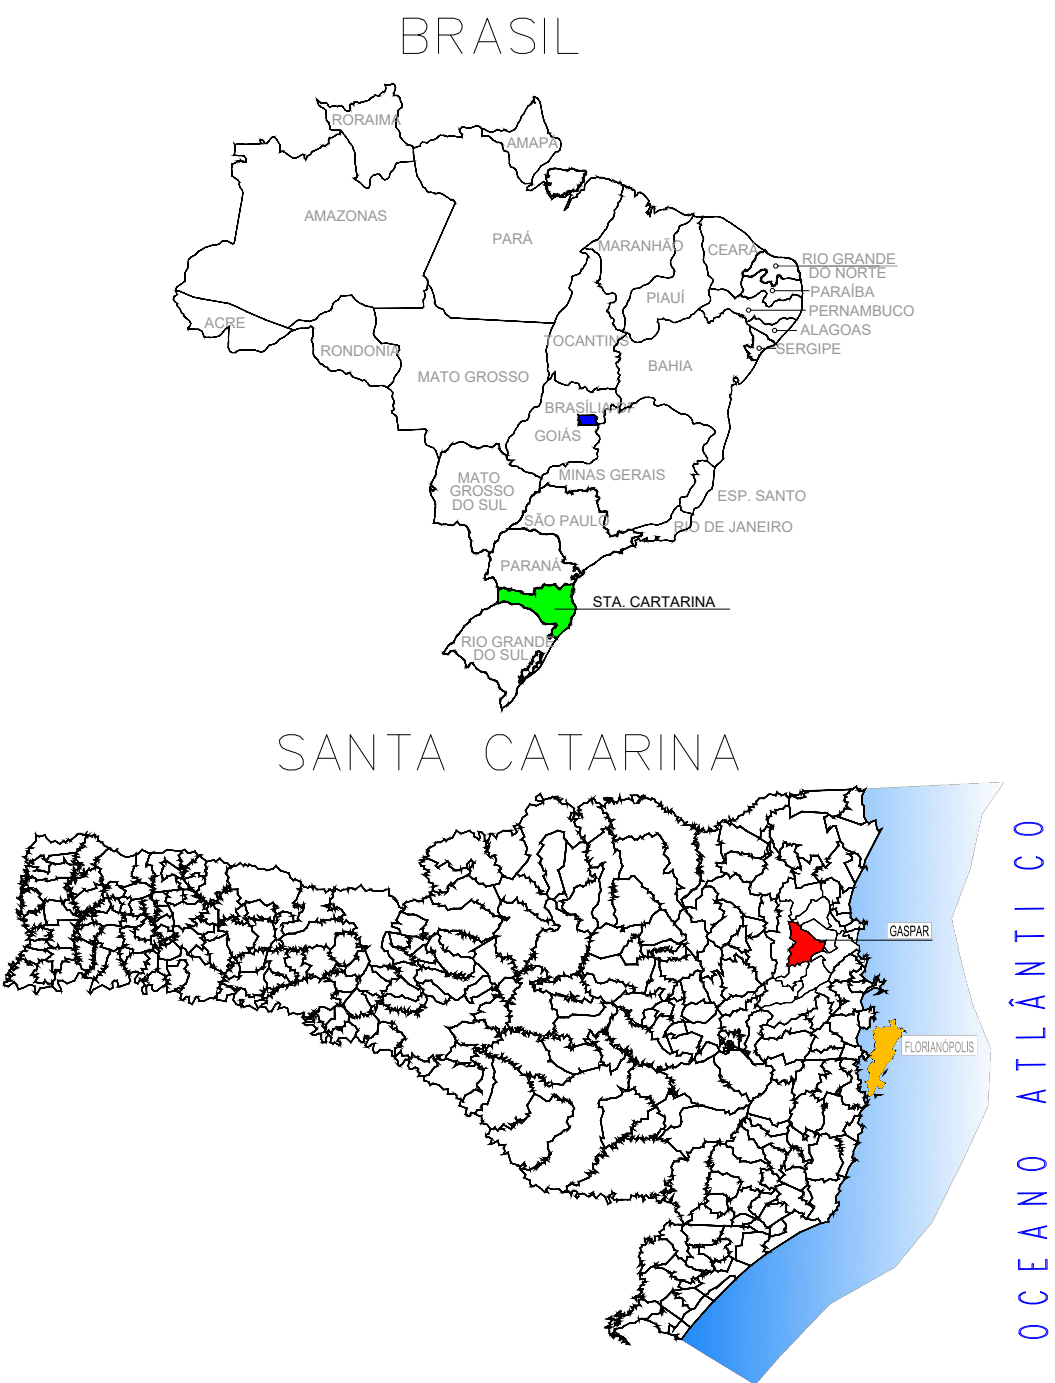 BRASIL
RORAIMA
AMAPÁ
AMAZONAS
PARÁ
MARANHÃO
CEARÁ
RIO GRANDE
DO NORTE
PIAUÍ
PARAÍBA
PERNAMBUCO
ACRE
ALAGOAS
TOCANTINS
RONDONIA
SERGIPE
BAHIA
MATO GROSSO
BRASÍLIA-DF
GOIÁS
MINAS GERAIS
MATO
GROSSO
DO SUL
ESP. SANTO
SÃO PAULO
RIO DE JANEIRO
PARANÁ
STA. CARTARINA
RIO GRANDE
DO SUL
SANTA CATARINA
GASPAR
FLORIANÓPOLIS
OCEANO ATLÂNTICO